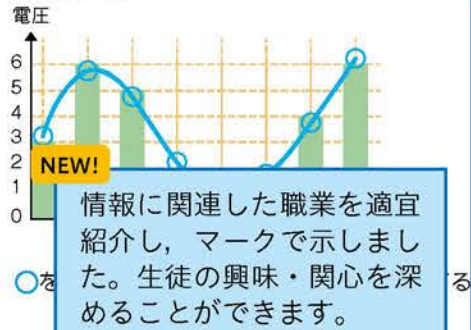 電圧
6
5
4
3
2
1
0
NEW!
情報に関連した職業を適宜
紹介し，マークで示しまし
た。生徒の興味・関心を深
めることができます。
○を
る